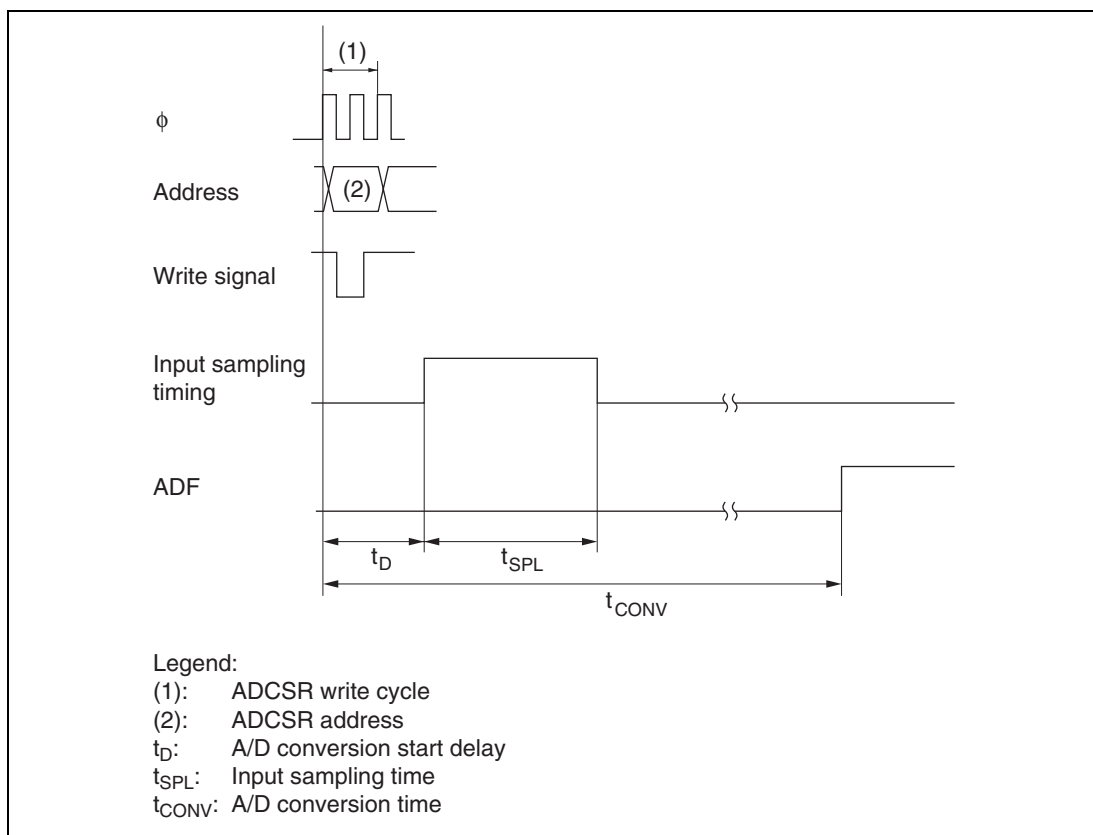 (1)
ϕ
Address
(2)
Write signal
Input sampling
timing
ADF
tD
tSPL
tCONV
Legend:
(1): ADCSR write cycle
(2): ADCSR address
tD: A/D conversion start delay
tSPL: Input sampling time
tCONV: A/D conversion time